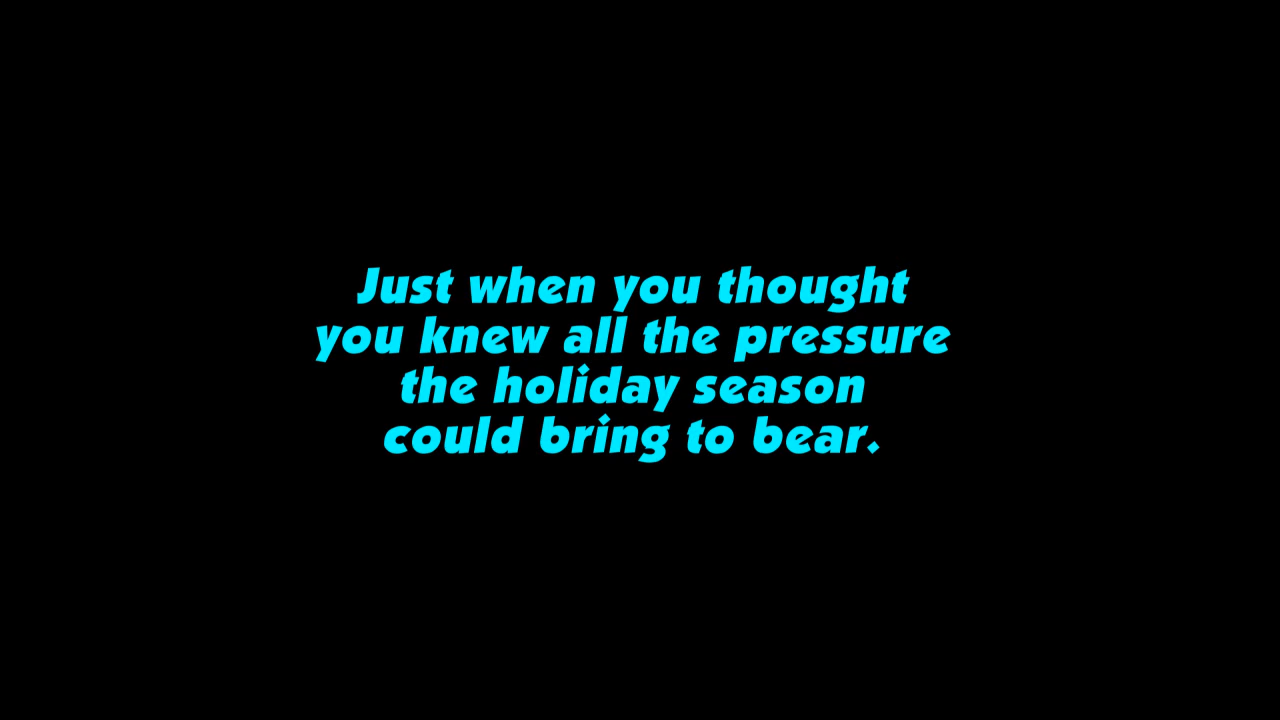 Just when you thought
you knew all the pressure
the holiday season
could bring to bear.